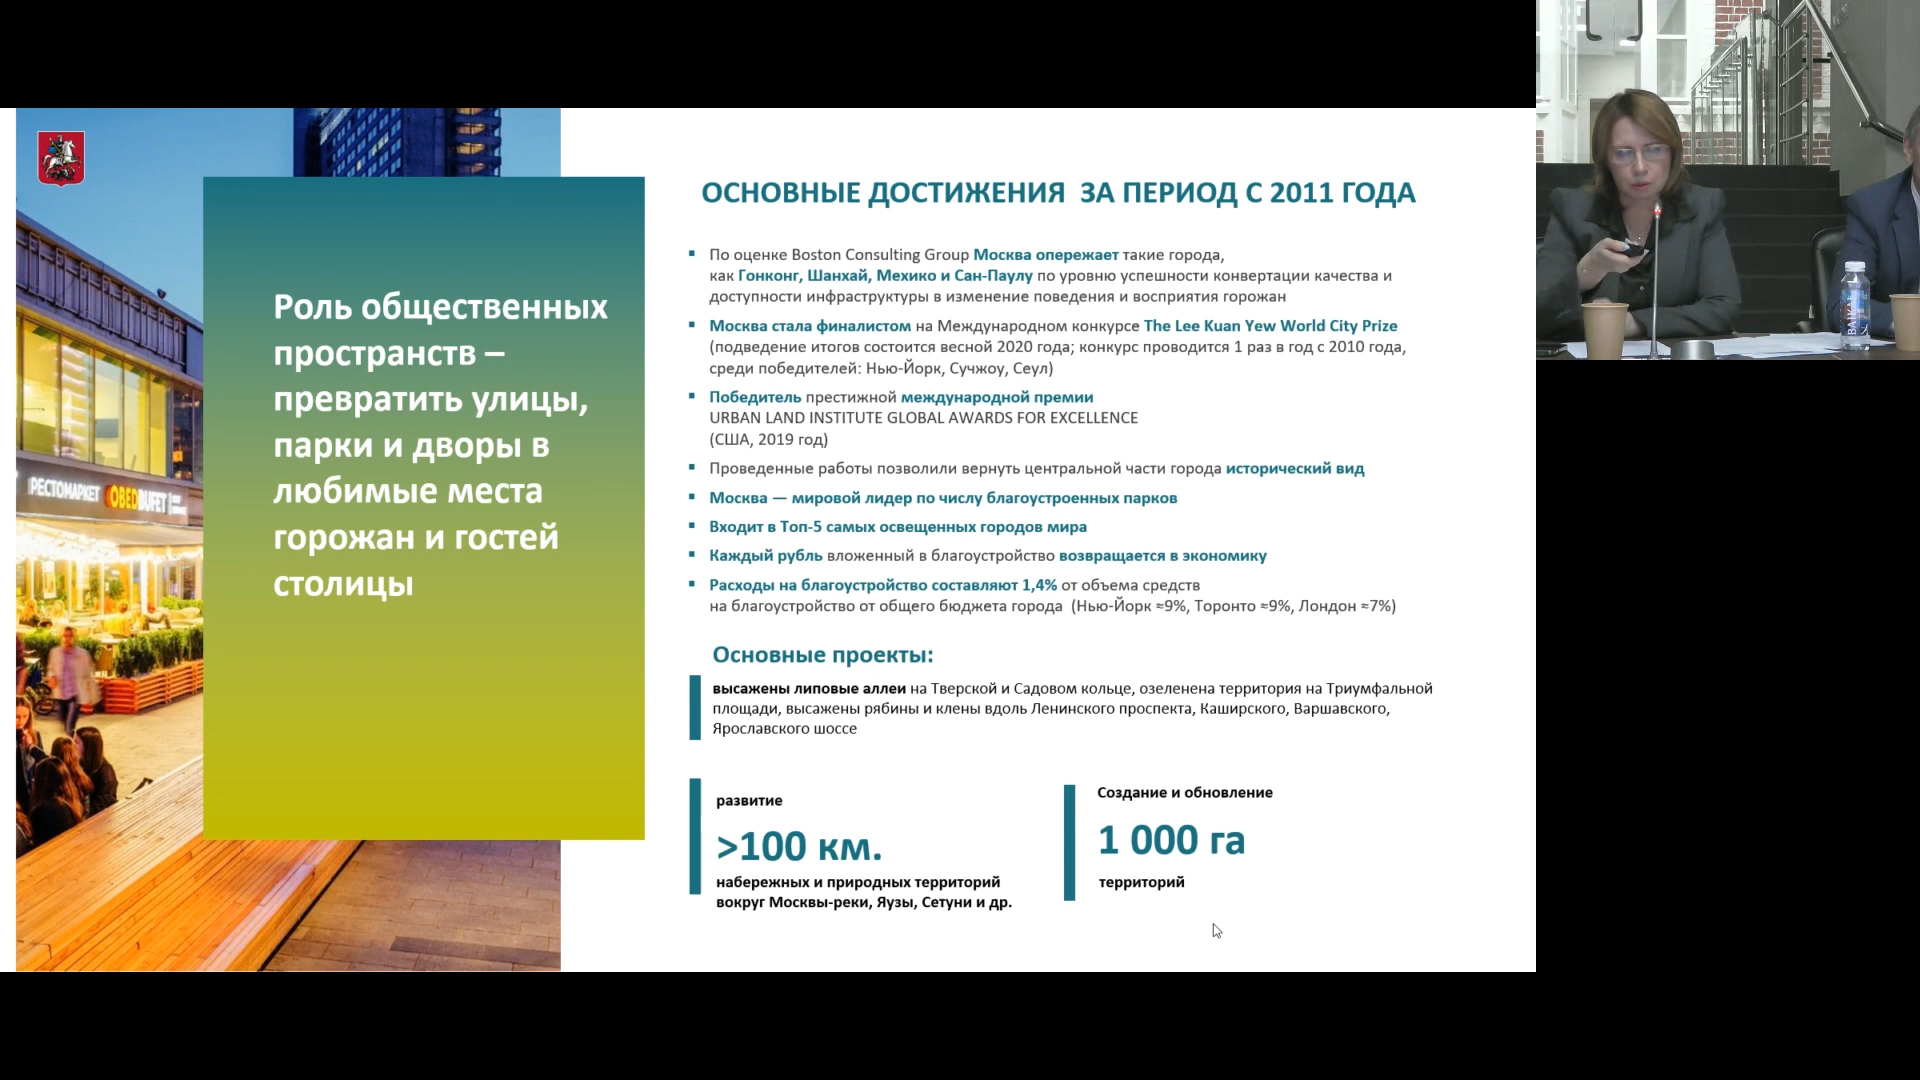 Роль общественных
пространств –
превратить улицы,
парки и дворы в
любимые места
горожан и гостей
столицы
РЕСТОМАРКЕТ OBEDBUFET
ОСНОВНЫЕ ДОСТИЖЕНИЯ ЗА ПЕРИОД С 2011 ГОДА
▪ По оценке Boston Consulting Group Москва опережает такие города,
как Гонконг, Шанхай, Мехико и Сан-Паулу по уровню успешности конвертации качества и
доступности инфраструктуры в изменение поведения и восприятия горожан
▪ Москва стала финалистом на Международном конкурсе The Lee Kuan Yew World City Prize
(подведение итогов состоится весной 2020 года; конкурс проводится 1 раз в год с 2010 года,
среди победителей: Нью-Йорк, Сучжоу, Сеул)
▪ Победитель престижной международной премии
URBAN LAND INSTITUTE GLOBAL AWARDS FOR EXCELLENCE
(США, 2019 год)
▪ Проведенные работы позволили вернуть центральной части города исторический вид
▪ Москва — мировой лидер по числу благоустроенных парков
▪ Входит в Топ-5 самых освещенных городов мира
▪ Каждый рубль вложенный в благоустройство возвращается в экономику
▪ Расходы на благоустройство составляют 1,4% от объема средств
на благоустройство от общего бюджета города (Нью-Йорк ≈9%, Торонто ≈9%, Лондон ≈7%)
Основные проекты:
высажены липовые аллеи на Тверской и Садовом кольце, озеленена территория на Триумфальной
площади, высажены рябины и клены вдоль Ленинского проспекта, Каширского, Варшавского,
Ярославского шоссе
развитие
>100 км.
набережных и природных территорий
вокруг Москвы-реки, Яузы, Сетуни и др.
Создание и обновление
1 000 га
территорий